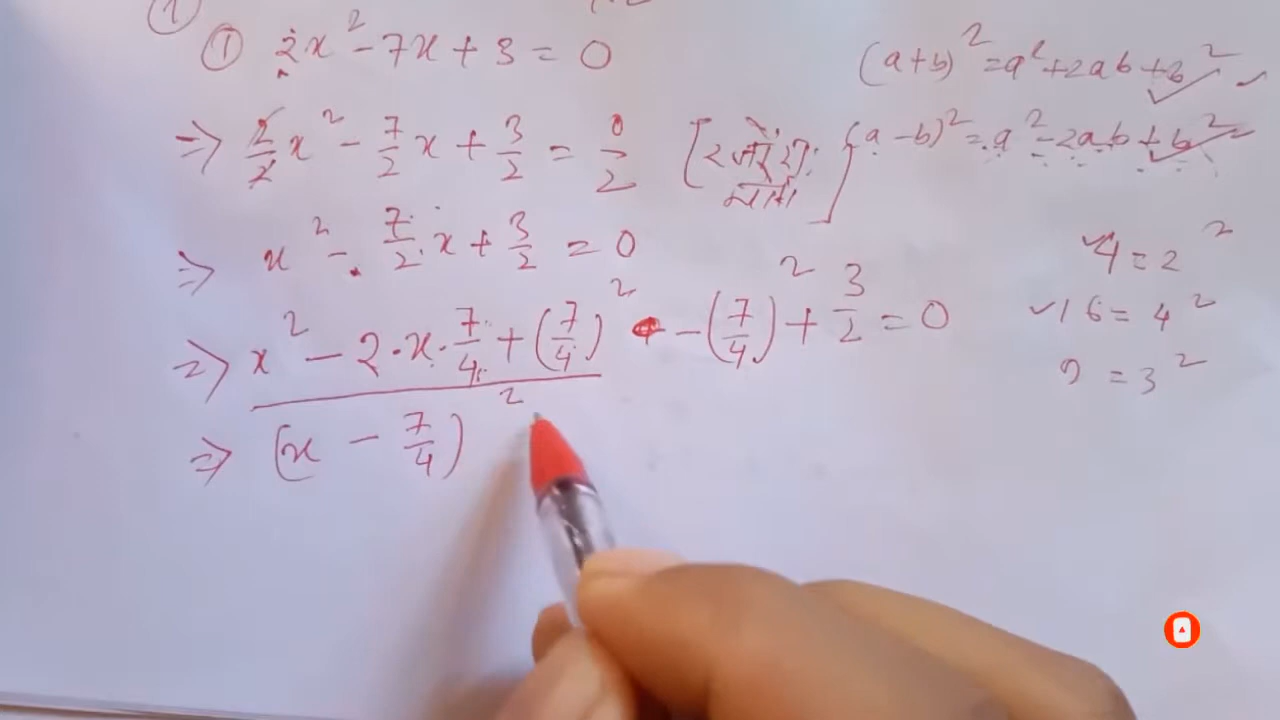 ① 2x² - 7x + 3 = 0
⇒ 2/2 x² - 7/2 x + 3/2 = 0/2
⇒ x² - 7/2 x + 3/2 = 0
⇒ x² - 2·x·7/4 + (7/4)² - (7/4)² + 3/2 = 0
⇒ (x - 7/4)²
(a+b)² = a² + 2ab + b²
(a-b)² = a² - 2ab + b²
4 = 2²
16 = 4²
9 = 3²